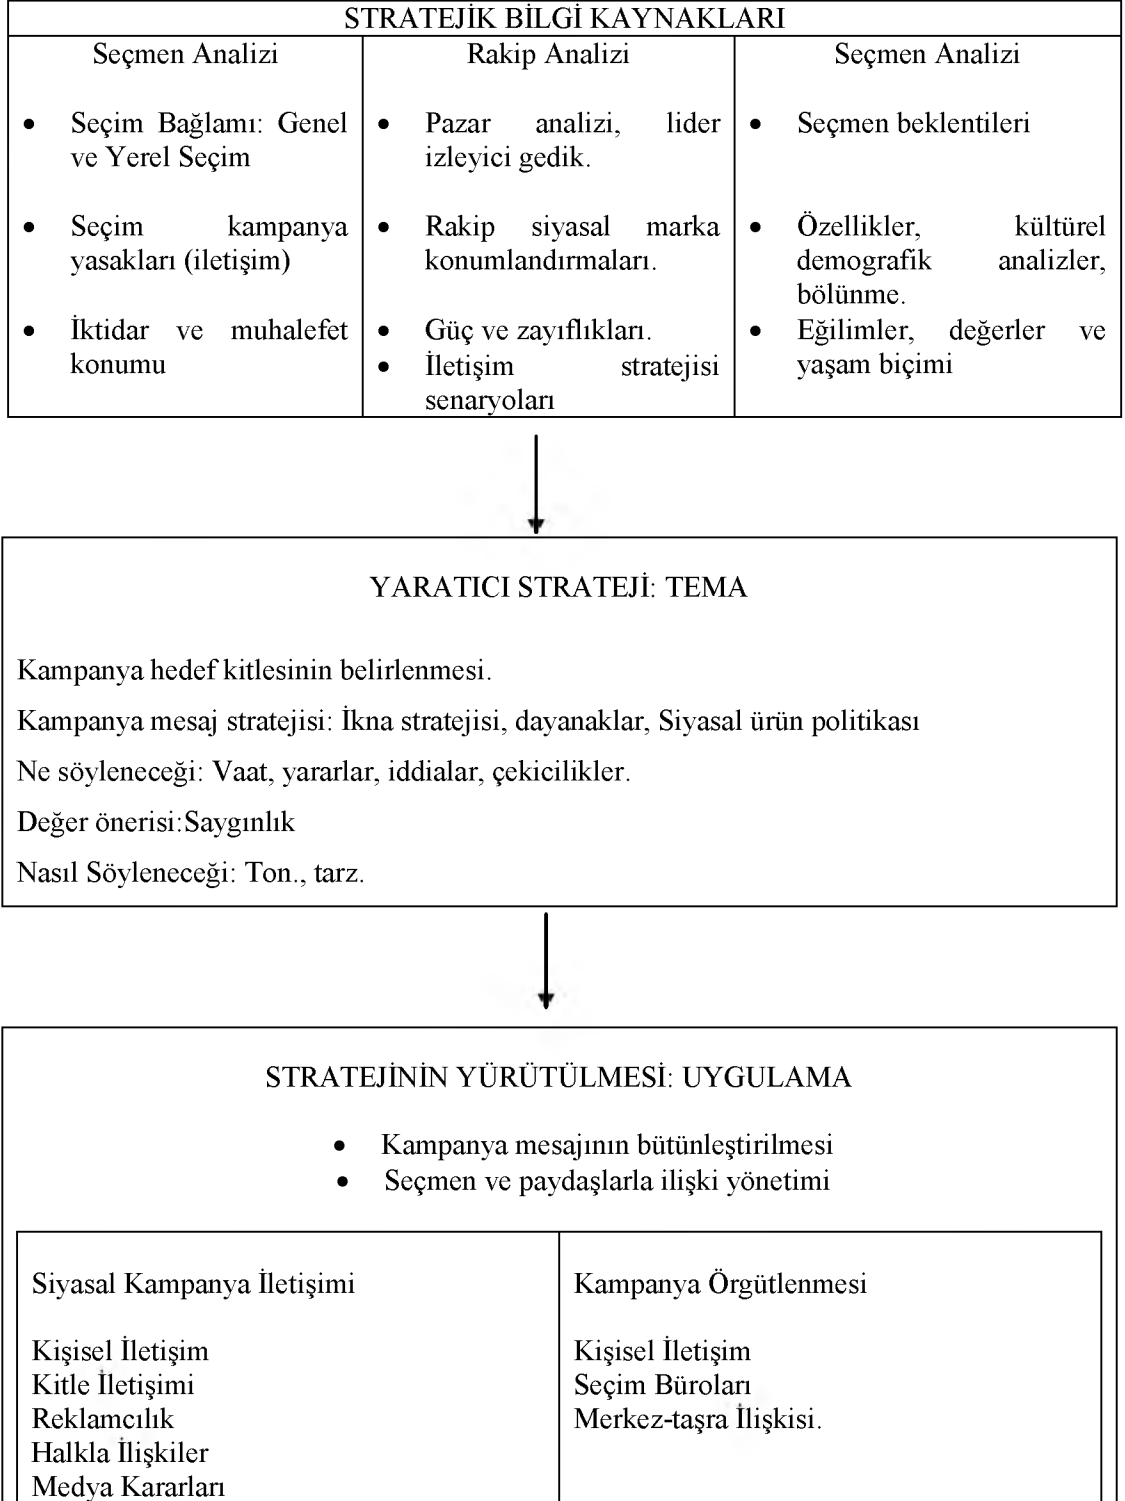 STRATEJİK BİLGİ KAYNAKLARI
Seçmen Analizi
• Seçim Bağlamı: Genel
ve Yerel Seçim
• Seçim kampanya
yasakları (iletişim)
• İktidar ve muhalefet
konumu
Rakip Analizi
• Pazar analizi, lider
izleyici gedik.
• Rakip siyasal marka
konumlandırmaları.
• Güç ve zayıflıkları.
• İletişim stratejisi
senaryoları
Seçmen Analizi
• Seçmen beklentileri
• Özellikler, kültürel
demografik analizler,
bölünme.
• Eğilimler, değerler ve
yaşam biçimi
YARATICI STRATEJİ: TEMA
Kampanya hedef kitlesinin belirlenmesi.
Kampanya mesaj stratejisi: İkna stratejisi, dayanaklar, Siyasal ürün politikası
Ne söyleneceği: Vaat, yararlar, iddialar, çekicilikler.
Değer önerisi:Saygınlık
Nasıl Söyleneceği: Ton., tarz.
STRATEJİNİN YÜRÜTÜLMESİ: UYGULAMA
• Kampanya mesajının bütünleştirilmesi
• Seçmen ve paydaşlarla ilişki yönetimi
Siyasal Kampanya İletişimi
Kişisel İletişim
Kitle İletişimi
Reklamcılık
Halkla İlişkiler
Medya Kararları
Kampanya Örgütlenmesi
Kişisel İletişim
Seçim Büroları
Merkez-taşra İlişkisi.